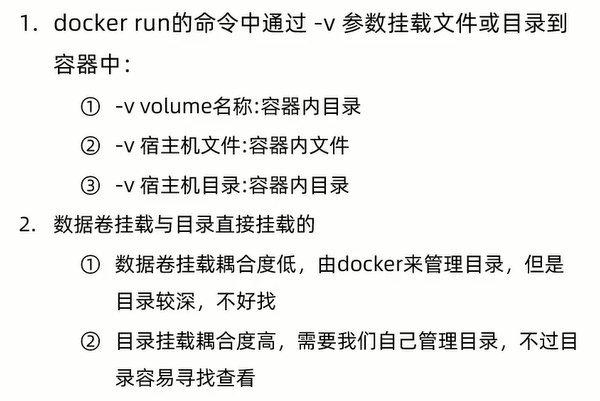 1. docker run的命令中通过 -v 参数挂载文件或目录到
容器中：
① -v volume名称:容器内目录
② -v 宿主机文件:容器内文件
③ -v 宿主机目录:容器内目录
2. 数据卷挂载与目录直接挂载的
① 数据卷挂载耦合度低，由docker来管理目录，但是
目录较深，不好找
② 目录挂载耦合度高，需要我们自己管理目录，不过目
录容易寻找查看